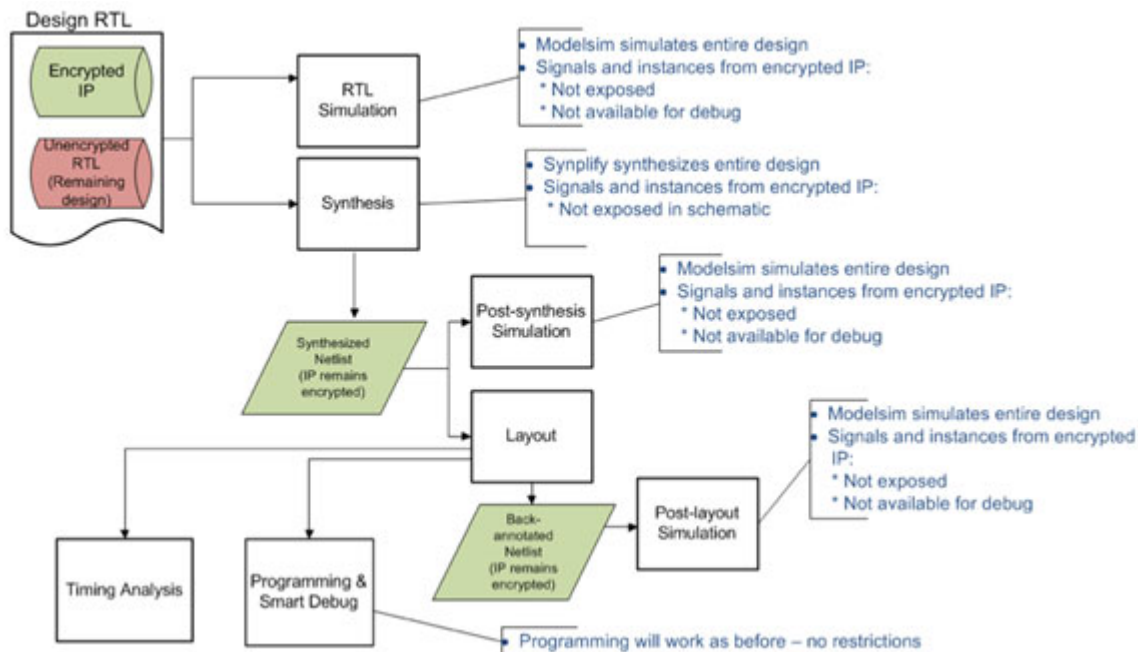 Design RTL
Encrypted
IP
Unencrypted
RTL
(Remaining
design)
RTL
Simulation
▪ Modelsim simulates entire design
▪ Signals and instances from encrypted IP:
* Not exposed
* Not available for debug
Synthesis
▪ Synplify synthesizes entire design
▪ Signals and instances from encrypted IP:
* Not exposed in schematic
Synthesized
Netlist
(IP remains
encrypted)
Post-synthesis
Simulation
▪ Modelsim simulates entire design
▪ Signals and instances from encrypted IP:
* Not exposed
* Not available for debug
Layout
Back-
annotated
Netlist
(IP remains
encrypted)
Post-layout
Simulation
▪ Modelsim simulates entire design
▪ Signals and instances from encrypted
IP:
* Not exposed
* Not available for debug
Timing Analysis
Programming &
Smart Debug
▪ Programming will work as before – no restrictions